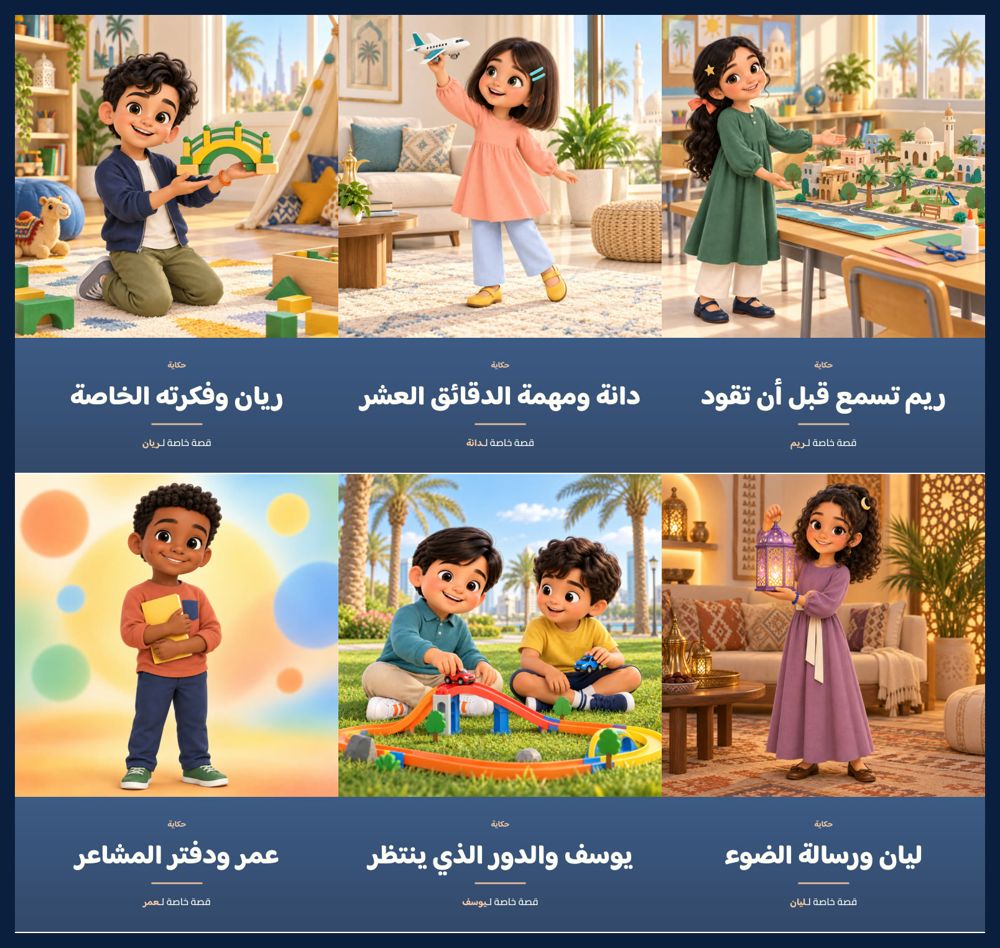 حكاية
ريم تسمع قبل أن تقود
قصة خاصة لـريم
حكاية
دانة ومهمة الدقائق العشر
قصة خاصة لـدانة
حكاية
ريان وفكرته الخاصة
قصة خاصة لـريان
حكاية
ليان ورسالة الضوء
قصة خاصة لـليان
حكاية
يوسف والدور الذي ينتظر
قصة خاصة لـيوسف
حكاية
عمر ودفتر المشاعر
قصة خاصة لـعمر